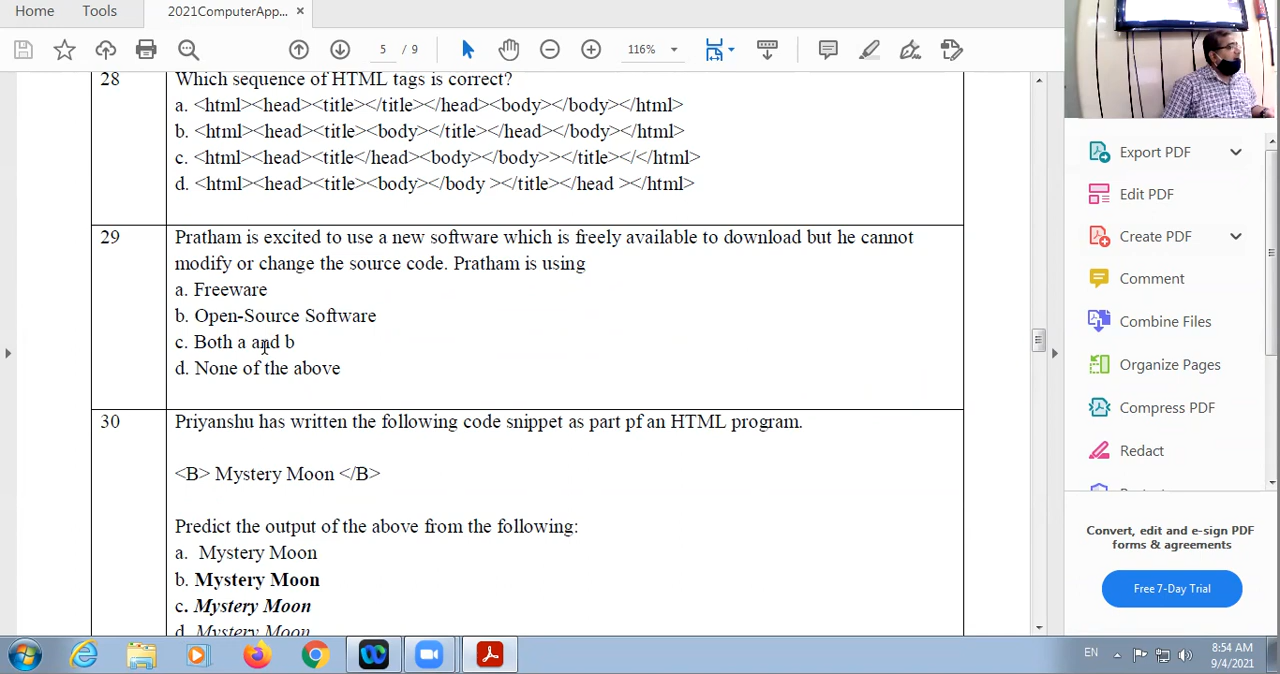 Home Tools 2021ComputerApp... ×
5 / 9 116%
28 Which sequence of HTML tags is correct?
a. <html><head><title></title></head><body></body></html>
b. <html><head><title><body></title></head></body></html>
c. <html><head><title</head><body></body>></title></</html>
d. <html><head><title><body></body ></title></head ></html>
29 Pratham is excited to use a new software which is freely available to download but he cannot
modify or change the source code. Pratham is using
a. Freeware
b. Open-Source Software
c. Both a and b
d. None of the above
30 Priyanshu has written the following code snippet as part pf an HTML program.
<B> Mystery Moon </B>
Predict the output of the above from the following:
a. Mystery Moon
b. Mystery Moon
c. Mystery Moon
d. Mystery Moon
Export PDF
Edit PDF
Create PDF
Comment
Combine Files
Organize Pages
Compress PDF
Redact
Convert, edit and e-sign PDF
forms & agreements
Free 7-Day Trial
EN
8:54 AM
9/4/2021